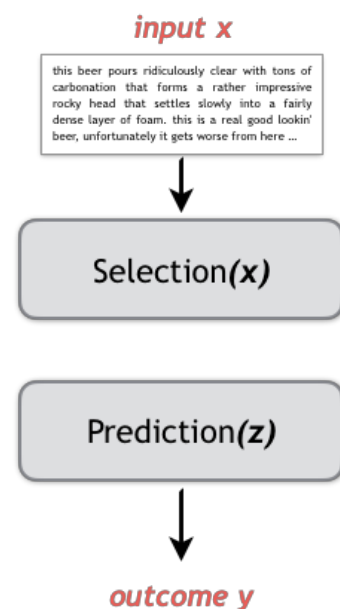 input x
this beer pours ridiculously clear with tons of
carbonation that forms a rather impressive
rocky head that settles slowly into a fairly
dense layer of foam. this is a real good lookin'
beer, unfortunately it gets worse from here ...
Selection(x)
Prediction(z)
outcome y